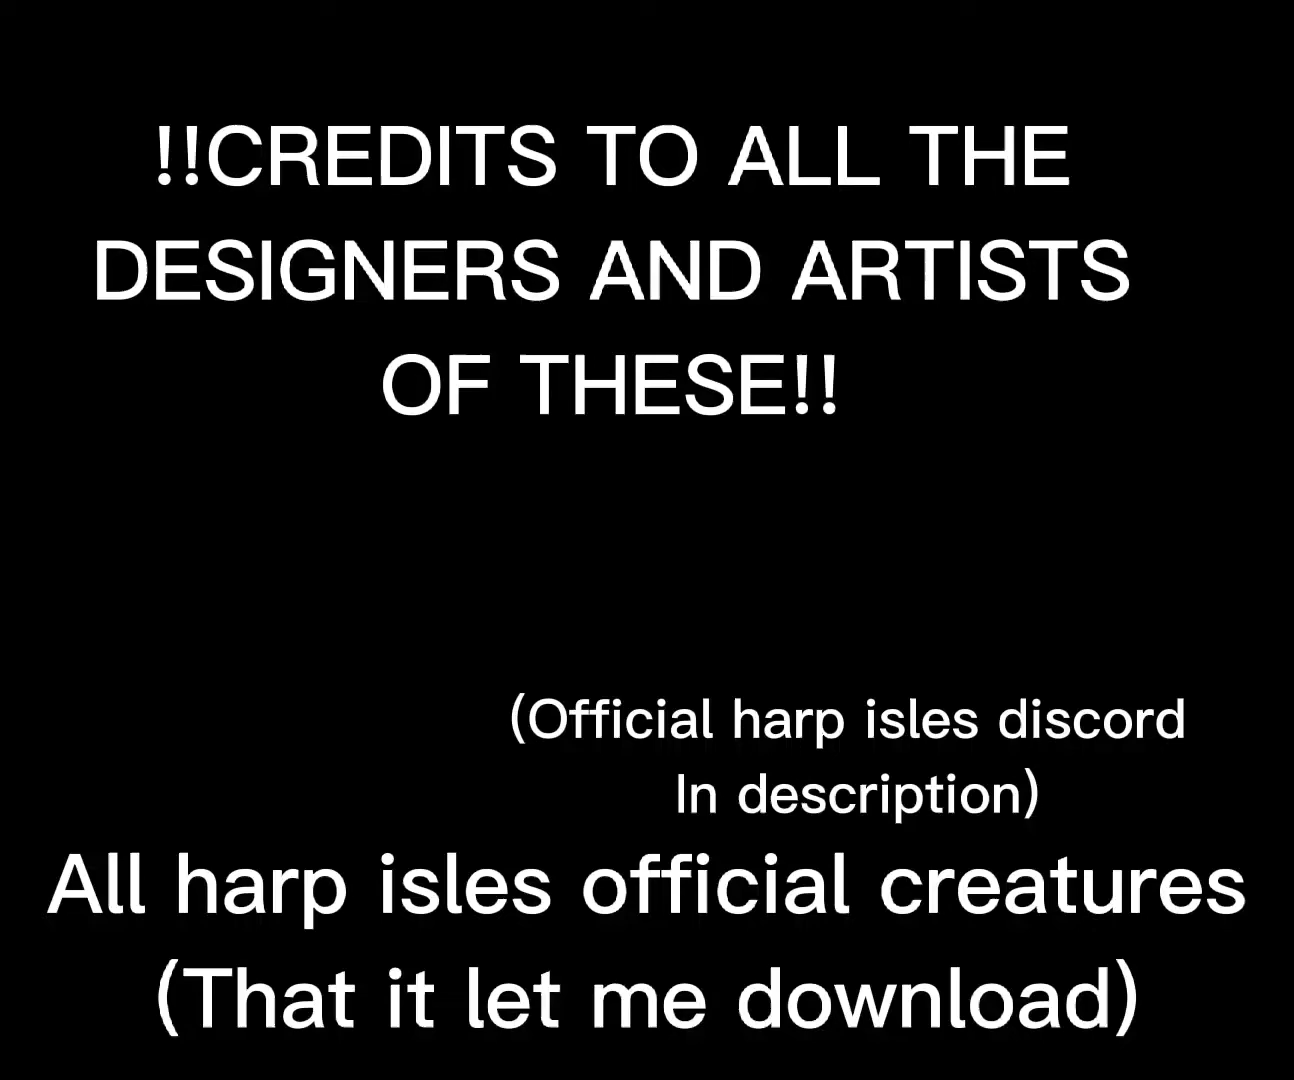 !!CREDITS TO ALL THE
DESIGNERS AND ARTISTS
OF THESE!!
(Official harp isles discord
In description)
All harp isles official creatures
(That it let me download)